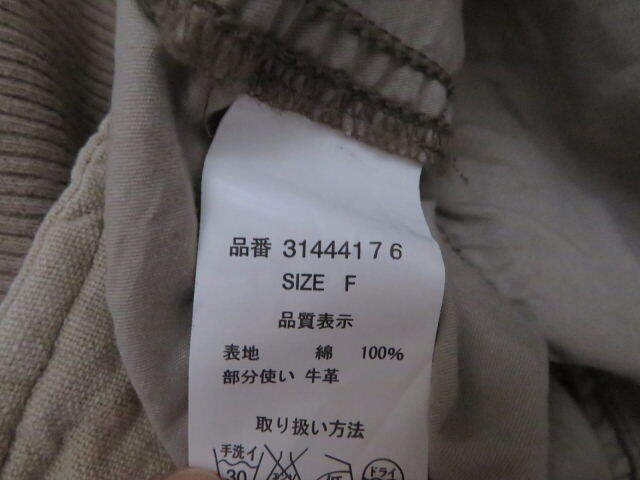 品番 31444176
SIZE F
品質表示
表地 綿 100%
部分使い 牛革
取り扱い方法
手洗イ
30
ドライ